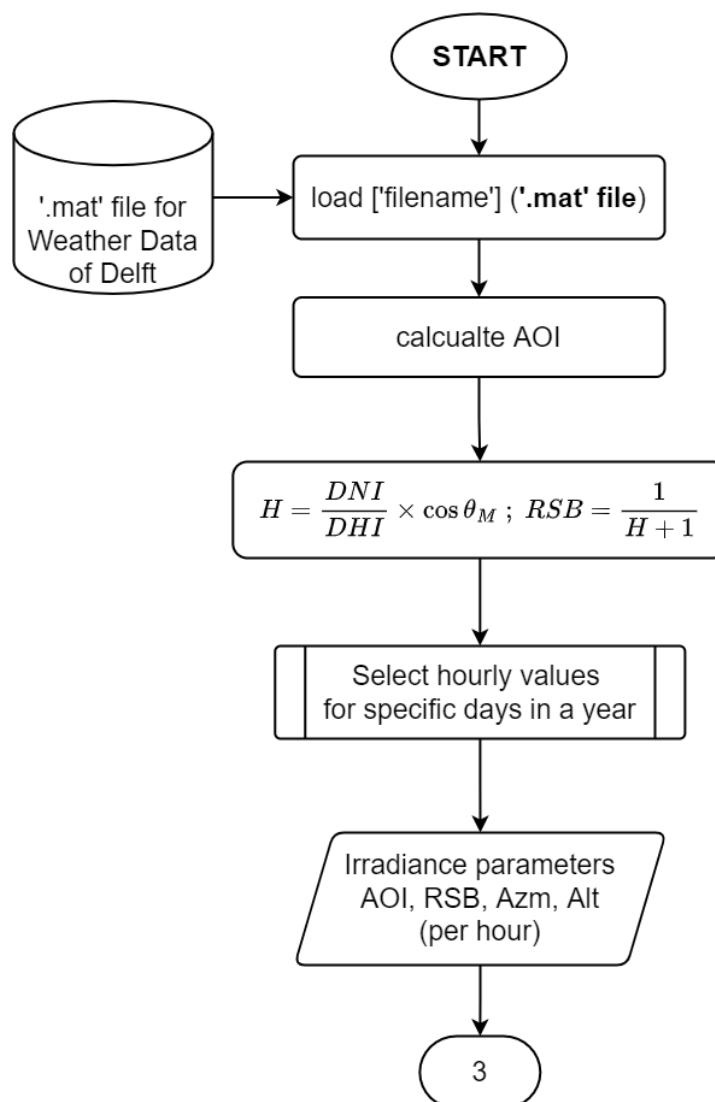 START
'.mat' file for
Weather Data
of Delft
load ['filename'] ('.mat' file)
calcualte AOI
H = \frac{DNI}{DHI} × cos θ_M ; RSB = \frac{1}{H + 1}
Select hourly values
for specific days in a year
Irradiance parameters
AOI, RSB, Azm, Alt
(per hour)
3